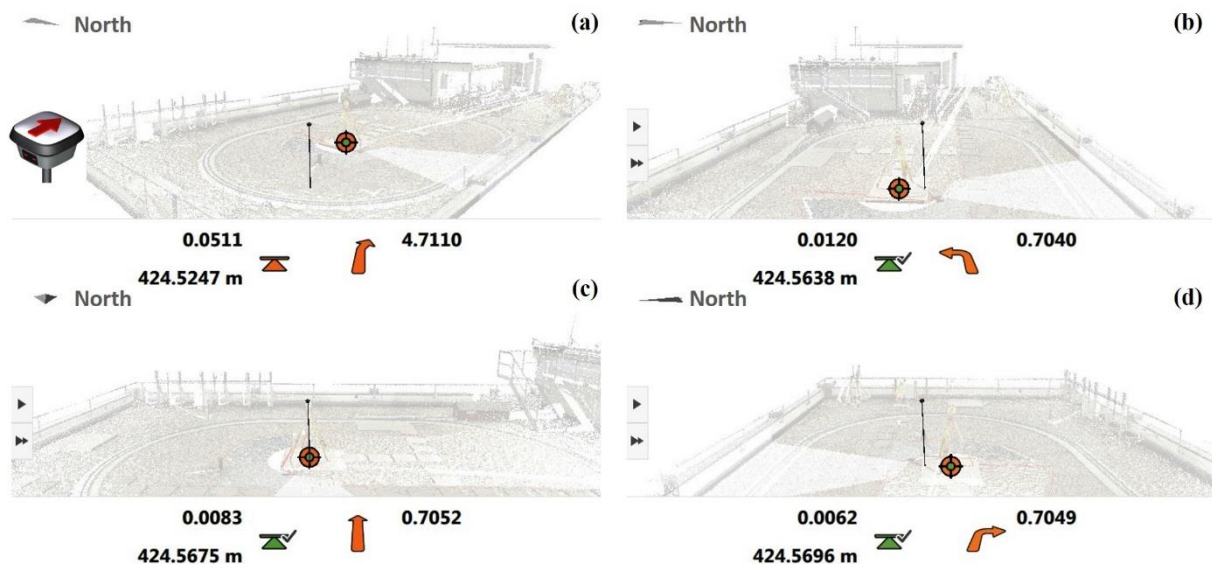 North
(a)
0.0511
4.7110
424.5247 m
North
(b)
0.0120
0.7040
424.5638 m
North
(c)
0.0083
0.7052
424.5675 m
North
(d)
0.0062
0.7049
424.5696 m